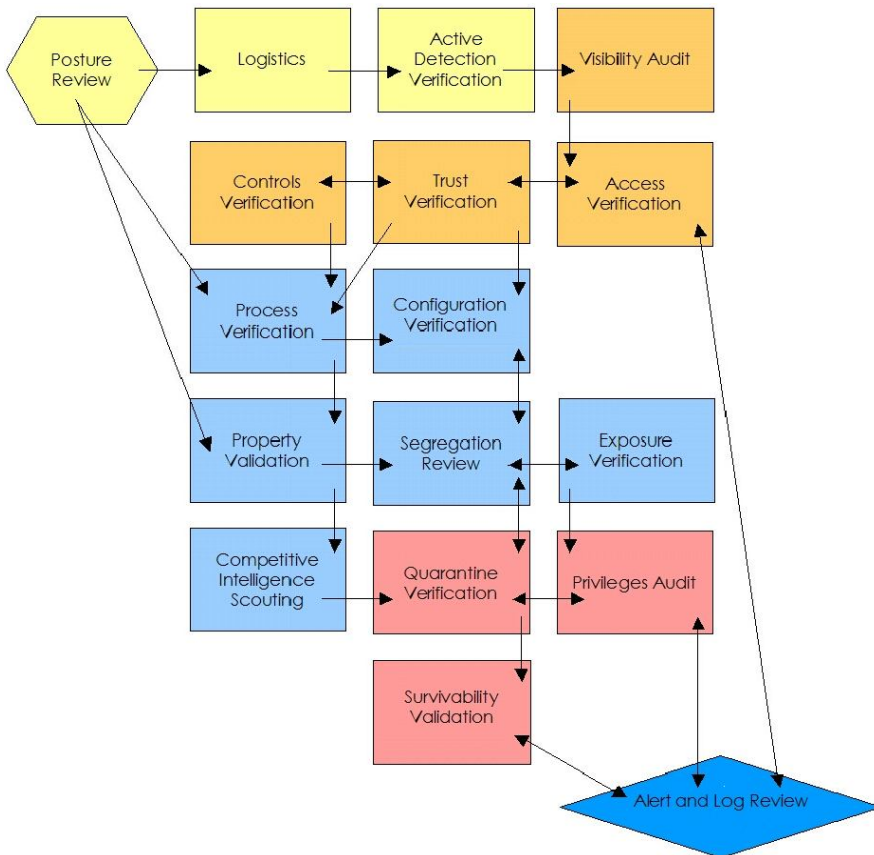 Posture
Review
Logistics
Active
Detection
Verification
Visibility Audit
Controls
Verification
Trust
Verification
Access
Verification
Process
Verification
Configuration
Verification
Property
Validation
Segregation
Review
Exposure
Verification
Competitive
Intelligence
Scouting
Quarantine
Verification
Privileges Audit
Survivability
Validation
Alert and Log Review